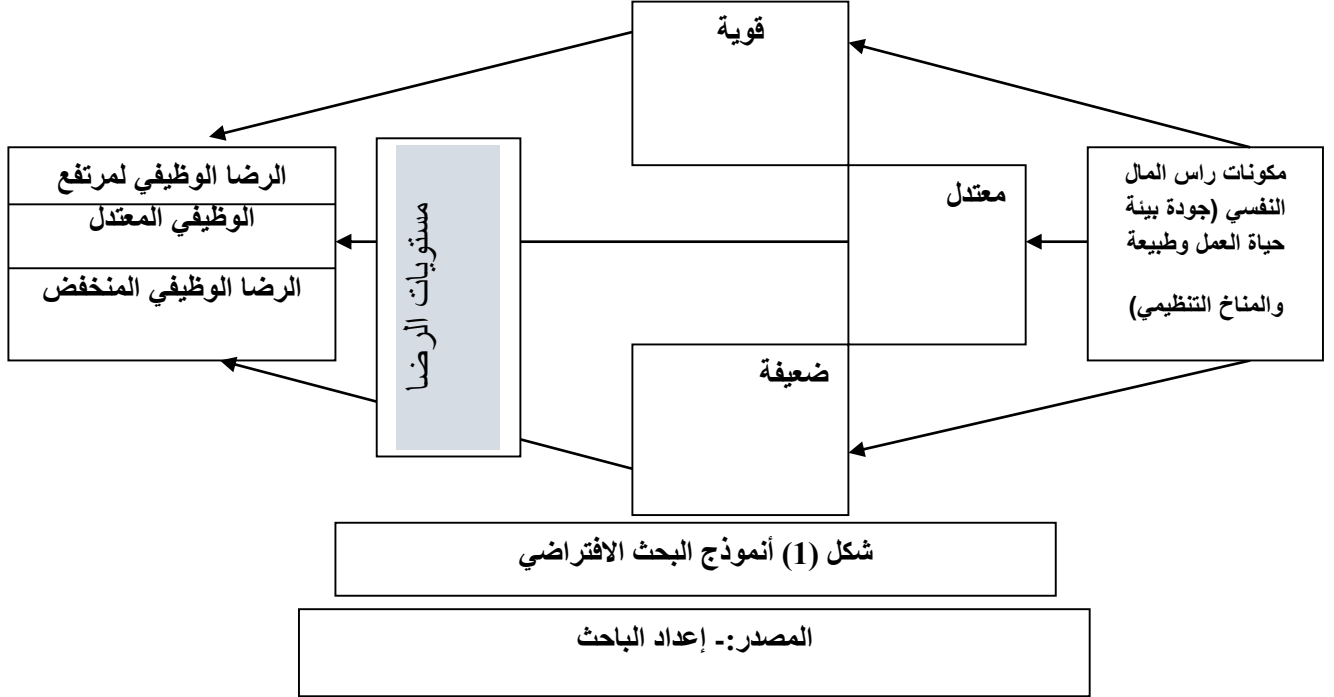 قوية
معتدل
ضعيفة
مكونات راس المال
النفسي (جودة بيئة
حياة العمل وطبيعة
والمناخ التنظيمي)
مستويات الرضا
الرضا الوظيفي لمرتفع
الوظيفي المعتدل
الرضا الوظيفي المنخفض
شكل (1) أنموذج البحث الافتراضي
المصدر:- إعداد الباحث